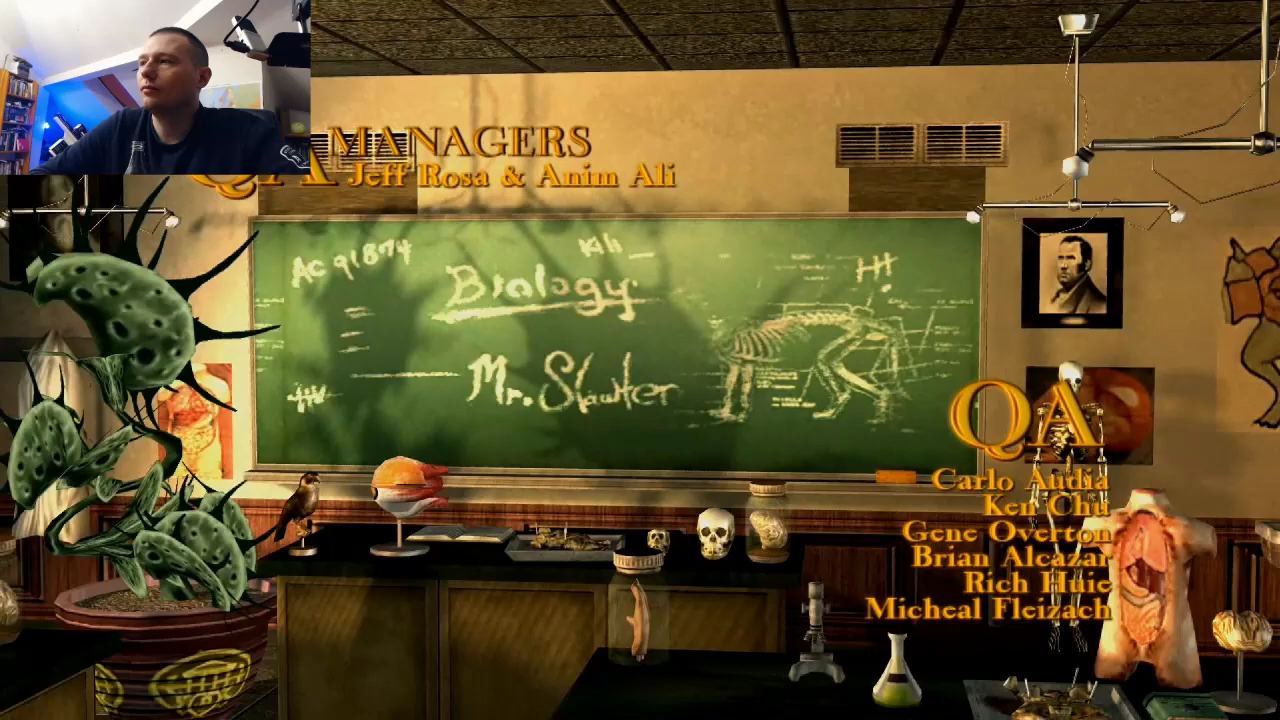 MANAGERS
QA Jeff Rosa & Anim Ali
Ac 91874
Biology
H!
Mr. Slawter
QA
Carlo Audia
Ken Chu
Gene Overton
Brian Alcazar
Rich Huie
Micheal Fleizach